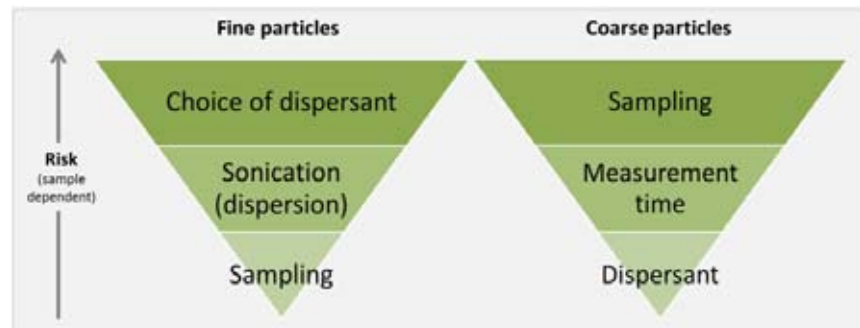 Fine particles
Coarse particles
Risk
(sample
dependent)
Choice of dispersant
Sonication
(dispersion)
Sampling
Sampling
Measurement
time
Dispersant